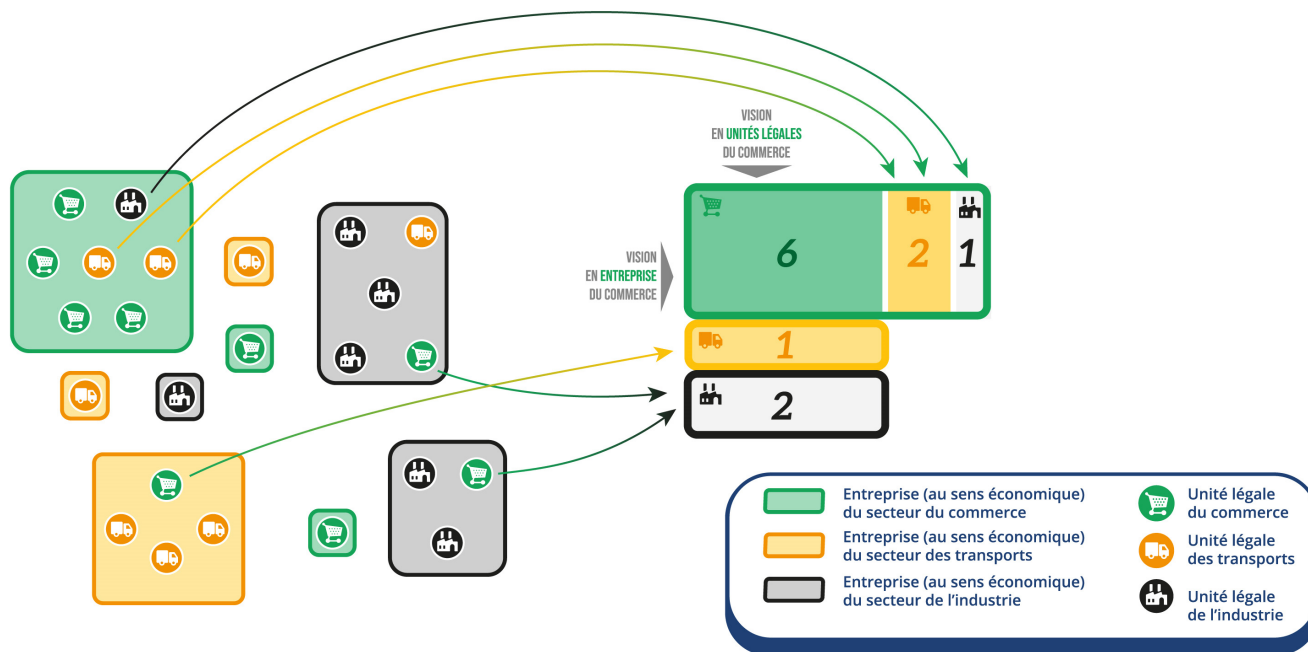 VISION
EN UNITÉS LÉGALES
DU COMMERCE
VISION
EN ENTREPRISE
DU COMMERCE
6
2
1
1
2
Entreprise (au sens économique)
du secteur du commerce
Entreprise (au sens économique)
du secteur des transports
Entreprise (au sens économique)
du secteur de l’industrie
Unité légale
du commerce
Unité légale
des transports
Unité légale
de l’industrie